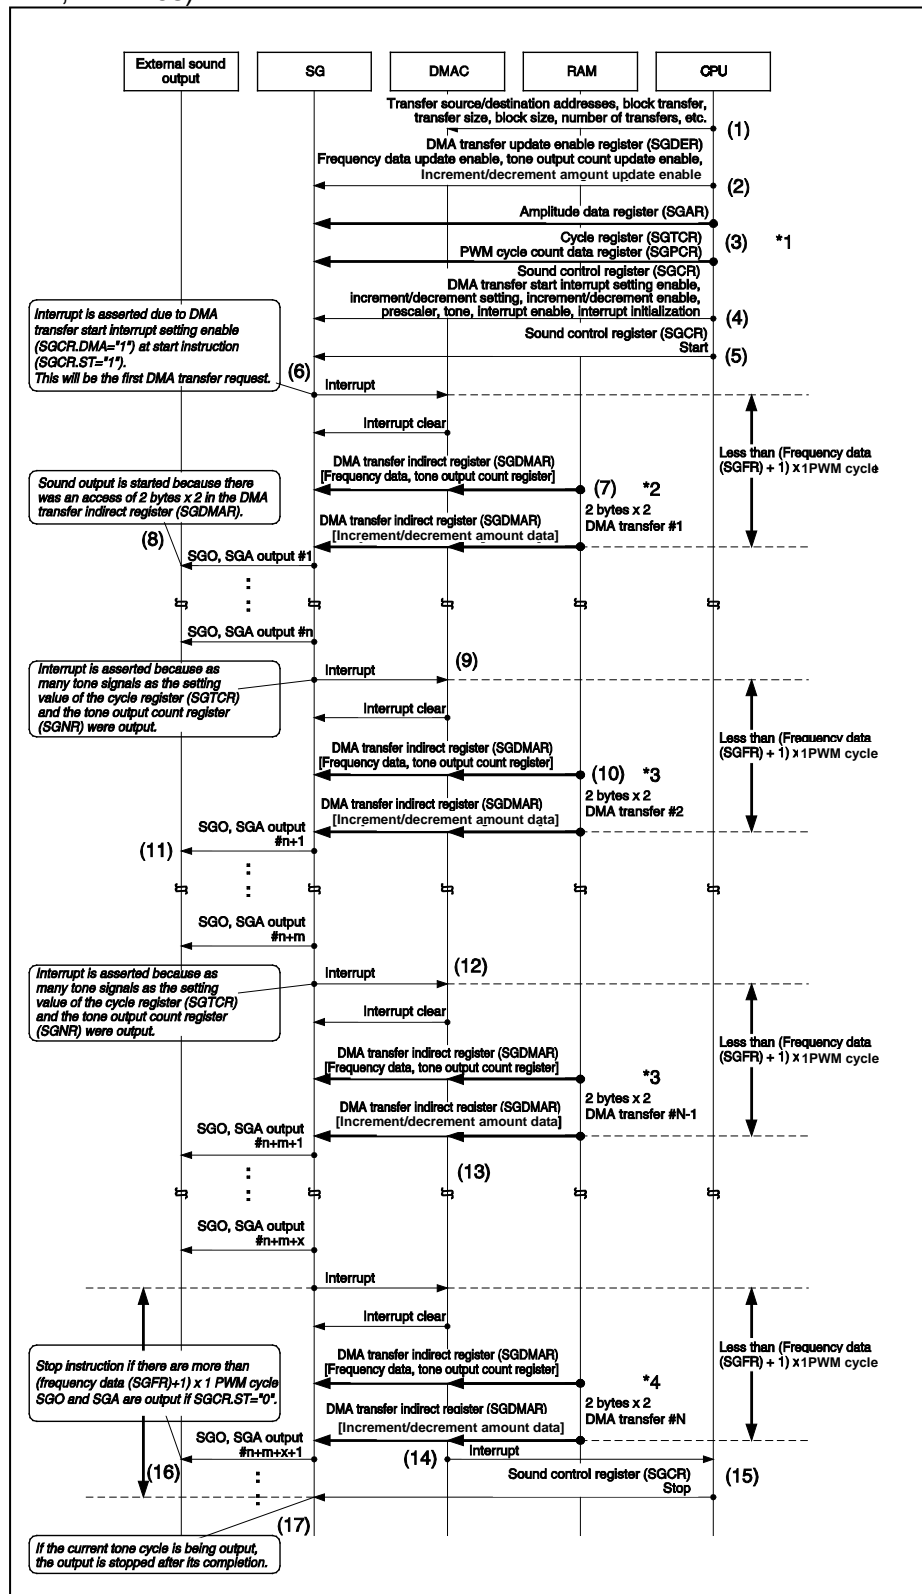 External sound
output
SG
DMAC
RAM
CPU
Transfer source/destination addresses, block transfer,
transfer size, block size, number of transfers, etc.
(1)
DMA transfer update enable register (SGDER)
Frequency data update enable, tone output count update enable,
Increment/decrement amount update enable
(2)
Amplitude data register (SGAR)
Cycle register (SGTCR)
(3) *1
PWM cycle count data register (SGPCR)
Sound control register (SGCR)
DMA transfer start interrupt setting enable,
increment/decrement setting, increment/decrement enable,
prescaler, tone, interrupt enable, interrupt initialization
(4)
Interrupt is asserted due to DMA
transfer start interrupt setting enable
(SGCR.DMA="1") at start instruction
(SGCR.ST="1").
This will be the first DMA transfer request.
Sound control register (SGCR)
Start
(5)
(6)
Interrupt
Interrupt clear
Less than (Frequency data
(SGFR) + 1) x 1PWM cycle
DMA transfer indirect register (SGDMAR)
[Frequency data, tone output count register]
(7) *2
2 bytes x 2
DMA transfer #1
Sound output is started because there
was an access of 2 bytes x 2 in the DMA
transfer indirect register (SGDMAR).
DMA transfer indirect register (SGDMAR)
[Increment/decrement amount data]
(8)
SGO, SGA output #1
SGO, SGA output #n
Interrupt is asserted because as
many tone signals as the setting
value of the cycle register (SGTCR)
and the tone output count register
(SGNR) were output.
Interrupt
(9)
Interrupt clear
Less than (Frequency data
(SGFR) + 1) x 1PWM cycle
DMA transfer indirect register (SGDMAR)
[Frequency data, tone output count register]
(10) *3
2 bytes x 2
DMA transfer #2
DMA transfer indirect register (SGDMAR)
[Increment/decrement amount data]
SGO, SGA output
#n+1
(11)
SGO, SGA output
#n+m
Interrupt is asserted because as
many tone signals as the setting
value of the cycle register (SGTCR)
and the tone output count register
(SGNR) were output.
Interrupt
(12)
Interrupt clear
Less than (Frequency data
(SGFR) + 1) x 1PWM cycle
DMA transfer indirect register (SGDMAR)
[Frequency data, tone output count register]
*3
2 bytes x 2
DMA transfer #N-1
DMA transfer indirect register (SGDMAR)
[Increment/decrement amount data]
SGO, SGA output
#n+m+1
(13)
SGO, SGA output
#n+m+x
Interrupt
Interrupt clear
Less than (Frequency data
(SGFR) + 1) x 1PWM cycle
Stop instruction if there are more than
(frequency data (SGFR)+1) x 1 PWM cycle
SGO and SGA are output if SGCR.ST="0".
DMA transfer indirect register (SGDMAR)
[Frequency data, tone output count register]
*4
2 bytes x 2
DMA transfer #N
DMA transfer indirect register (SGDMAR)
[Increment/decrement amount data]
SGO, SGA output
#n+m+x+1
(14)
Interrupt
(15)
(16)
Sound control register (SGCR)
Stop
(17)
If the current tone cycle is being output,
the output is stopped after its completion.